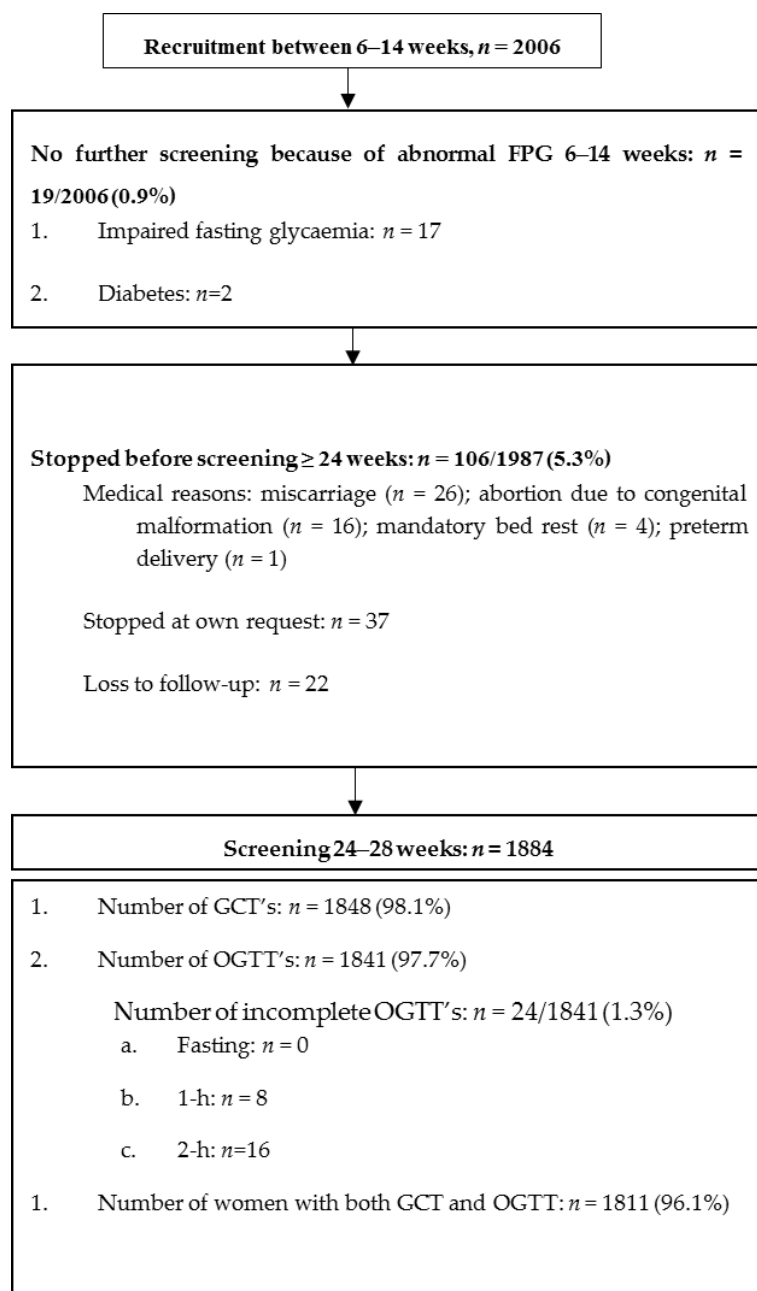 Recruitment between 6–14 weeks, n = 2006
No further screening because of abnormal FPG 6–14 weeks: n =
19/2006 (0.9%)
1. Impaired fasting glycaemia: n = 17
2. Diabetes: n=2
Stopped before screening ≥ 24 weeks: n = 106/1987 (5.3%)
Medical reasons: miscarriage (n = 26); abortion due to congenital
malformation (n = 16); mandatory bed rest (n = 4); preterm
delivery (n = 1)
Stopped at own request: n = 37
Loss to follow-up: n = 22
Screening 24–28 weeks: n = 1884
1. Number of GCT's: n = 1848 (98.1%)
2. Number of OGTT's: n = 1841 (97.7%)
Number of incomplete OGTT's: n = 24/1841 (1.3%)
a. Fasting: n = 0
b. 1-h: n = 8
c. 2-h: n=16
1. Number of women with both GCT and OGTT: n = 1811 (96.1%)